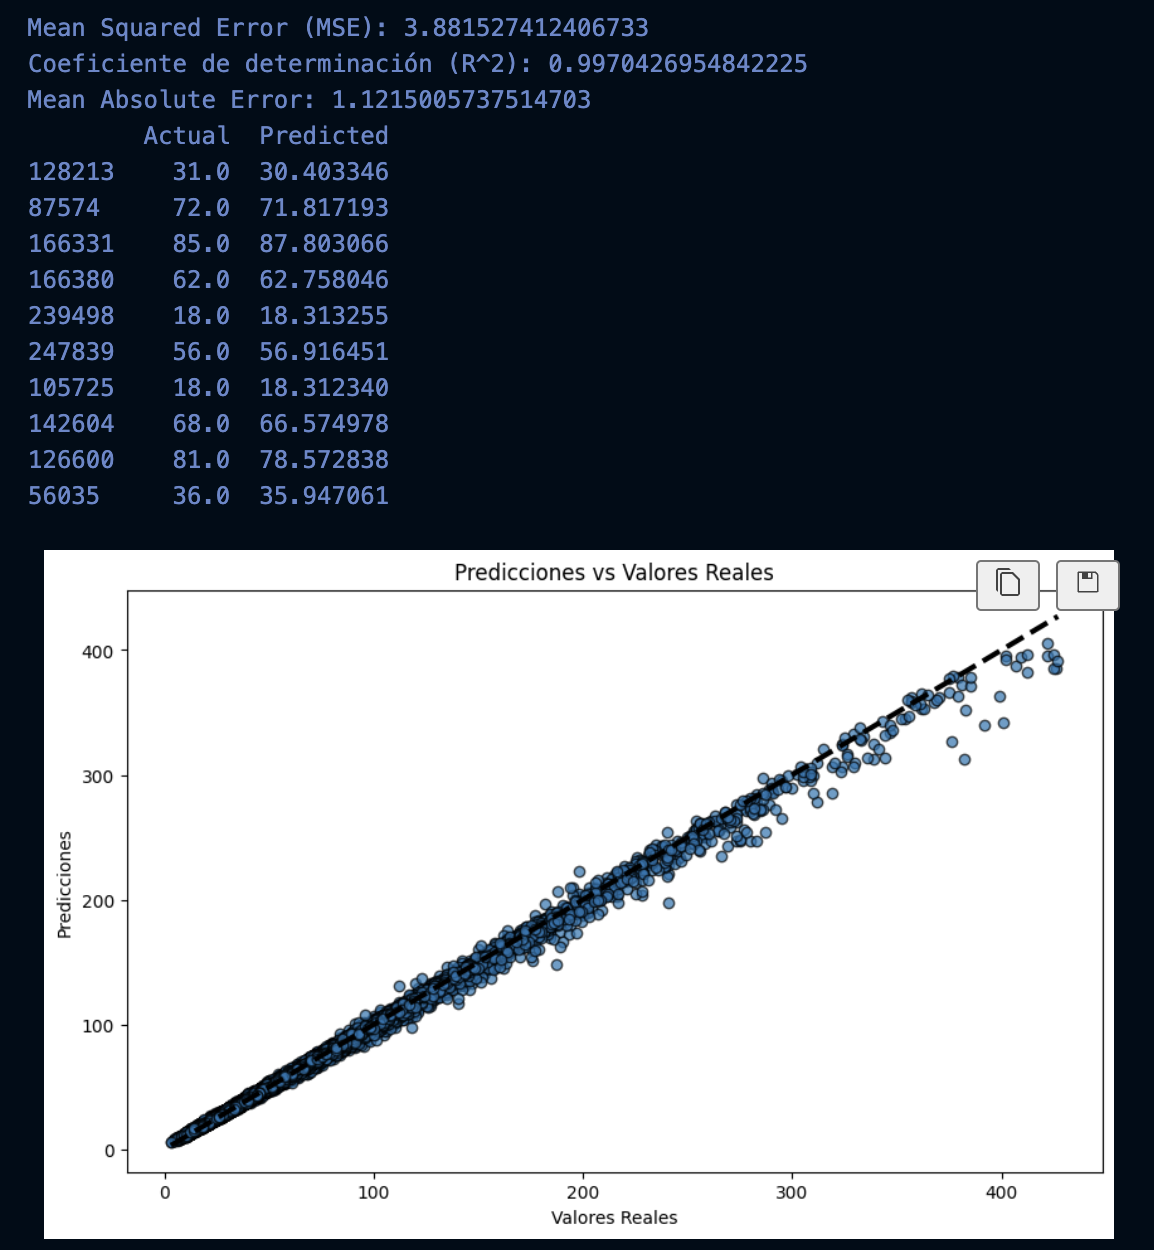 Mean Squared Error (MSE): 3.881527412406733
Coeficiente de determinación (R^2): 0.9970426954842225
Mean Absolute Error: 1.1215005737514703
Actual Predicted
128213 31.0 30.403346
87574 72.0 71.817193
166331 85.0 87.803066
166380 62.0 62.758046
239498 18.0 18.313255
247839 56.0 56.916451
105725 18.0 18.312340
142604 68.0 66.574978
126600 81.0 78.572838
56035 36.0 35.947061
Predicciones vs Valores Reales
400
300
200
100
0
Predicciones
0 100 200 300 400
Valores Reales